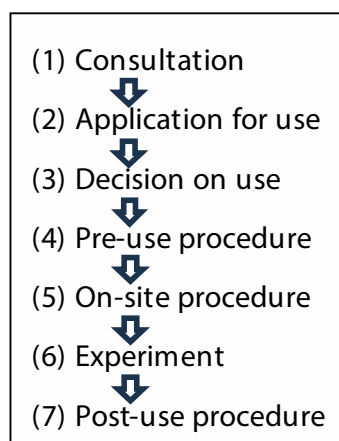 (1) Consultation
(2) Application for use
(3) Decision on use
(4) Pre-use procedure
(5) On-site procedure
(6) Experiment
(7) Post-use procedure